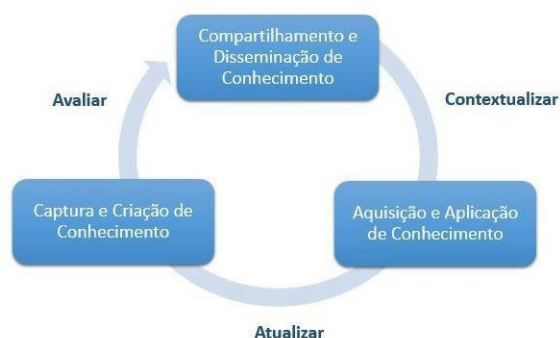 Compartilhamento e
Disseminação de
Conhecimento
Avaliar
Contextualizar
Captura e Criação de
Conhecimento
Aquisição e Aplicação
de Conhecimento
Atualizar